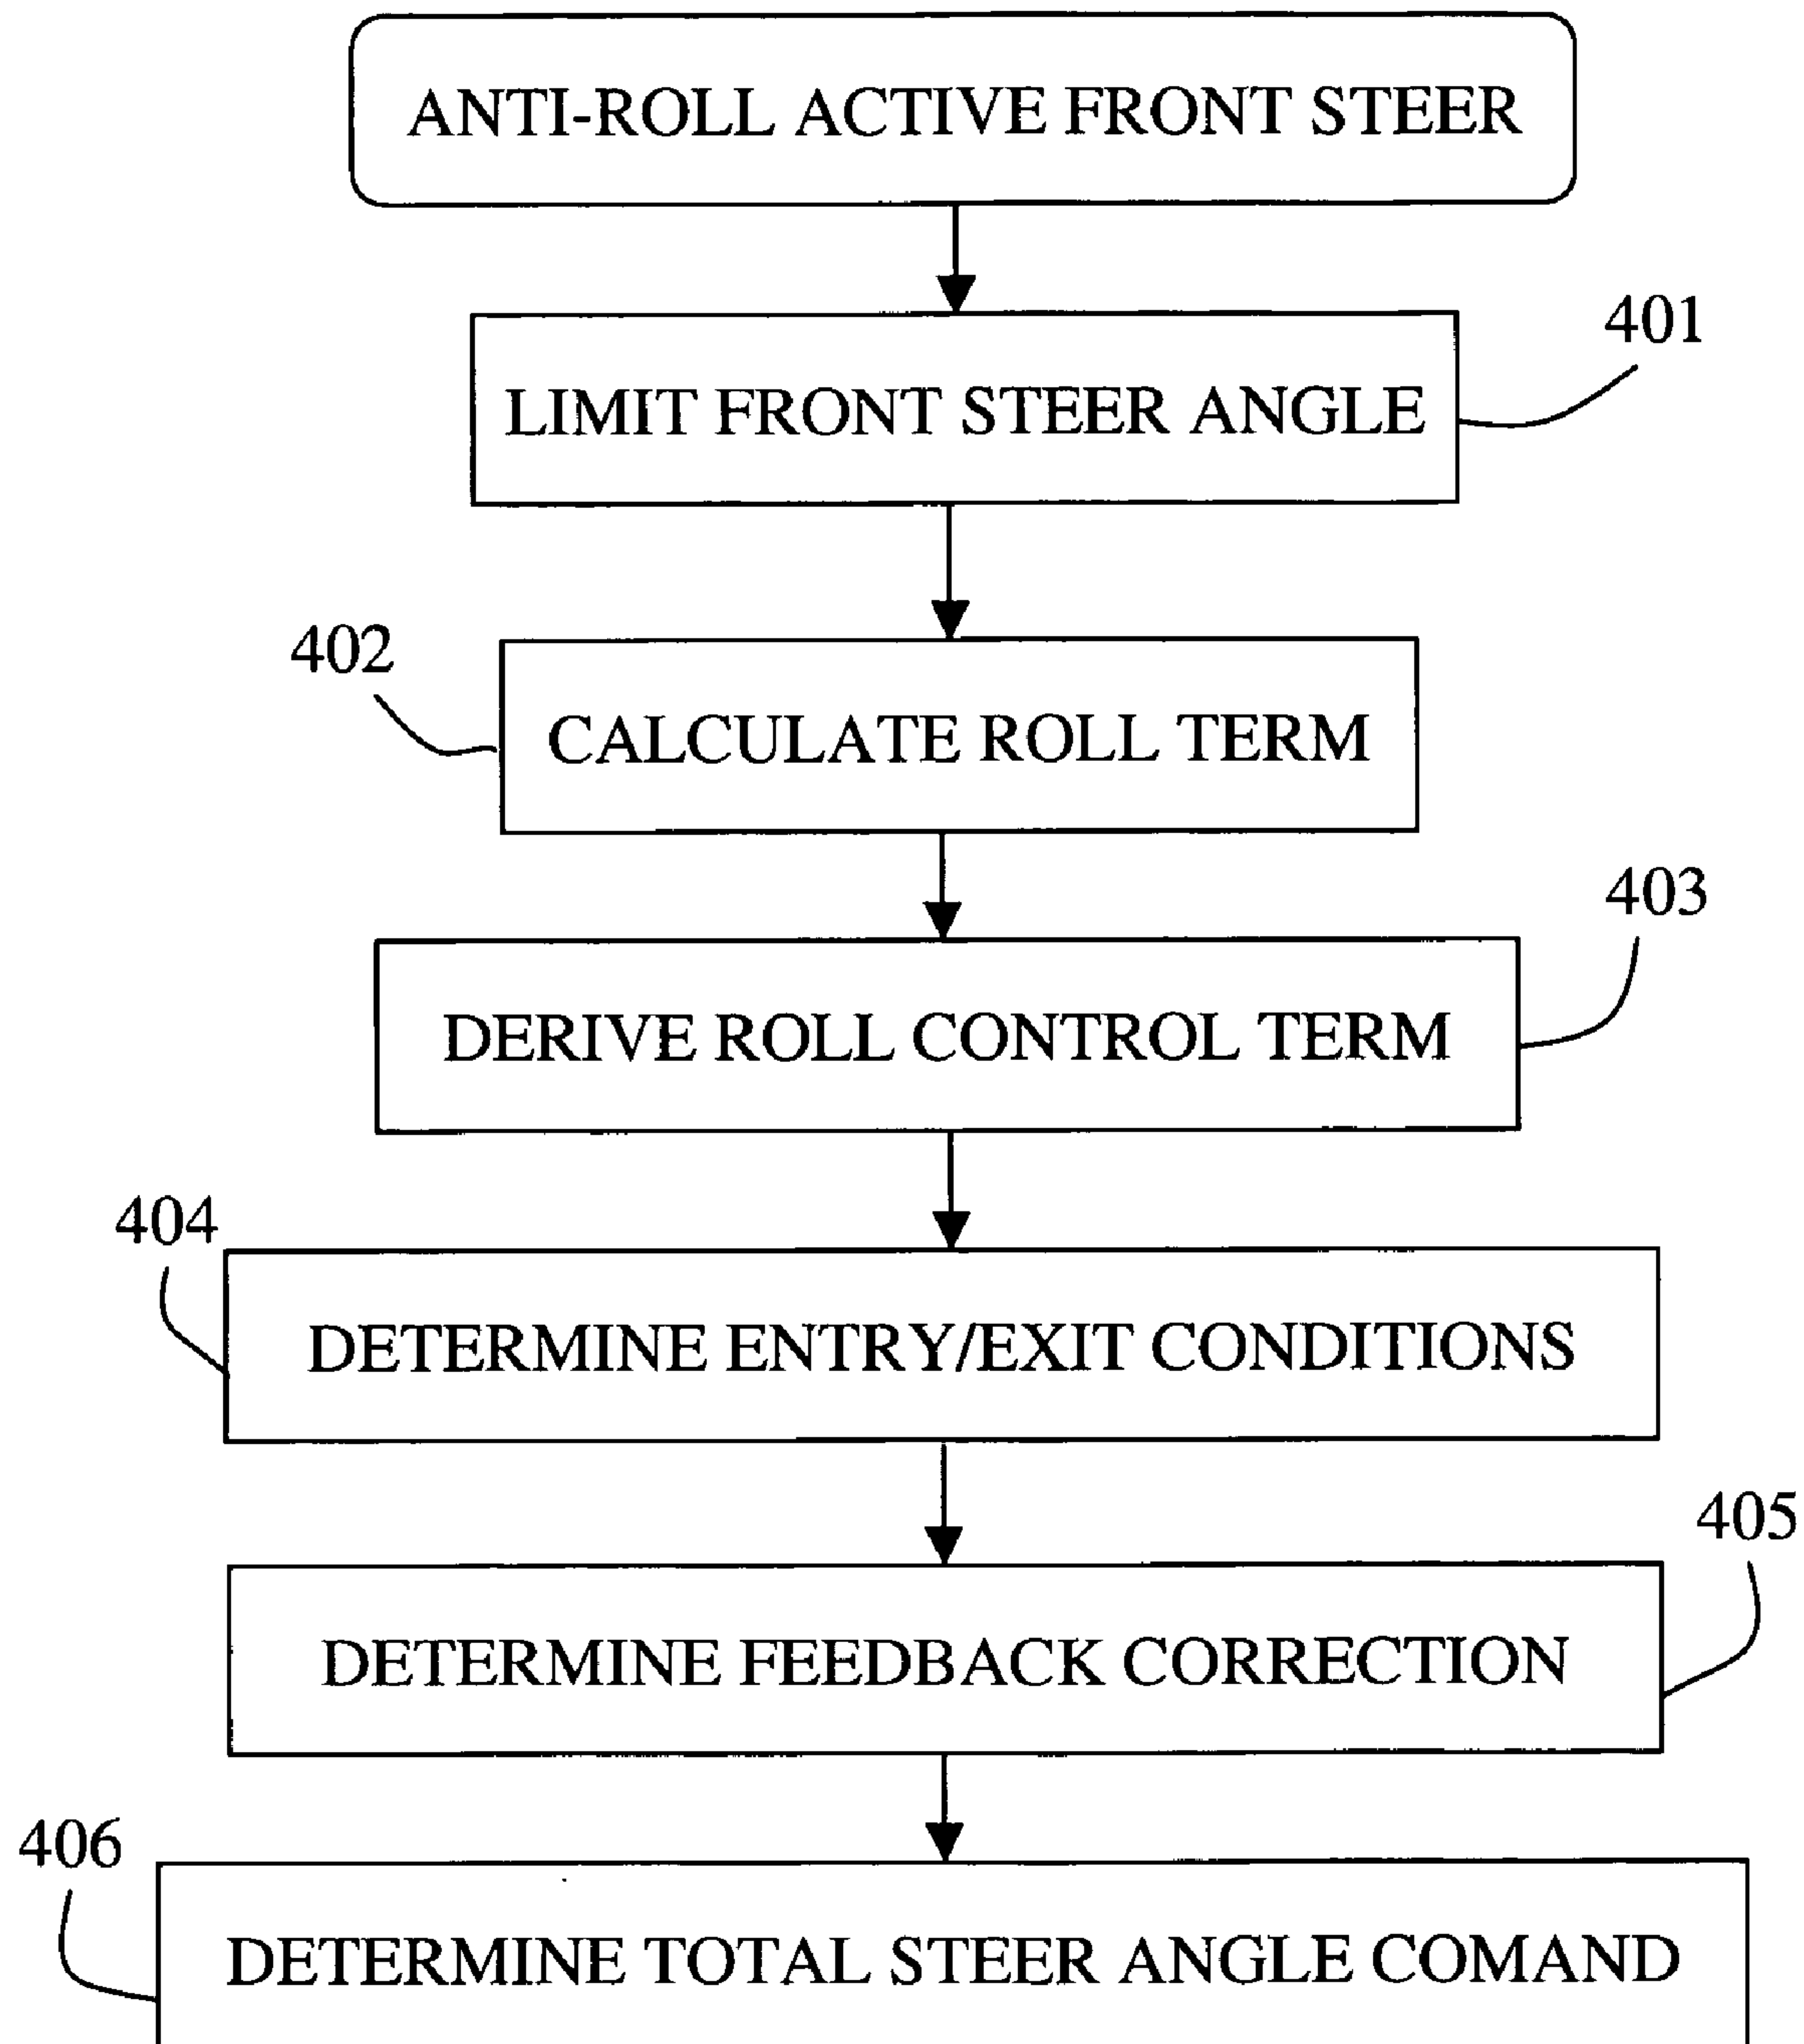 ANTI-ROLL ACTIVE FRONT STEER
401
LIMIT FRONT STEER ANGLE
402
CALCULATE ROLL TERM
403
DERIVE ROLL CONTROL TERM
404
DETERMINE ENTRY/EXIT CONDITIONS
405
DETERMINE FEEDBACK CORRECTION
406
DETERMINE TOTAL STEER ANGLE COMAND